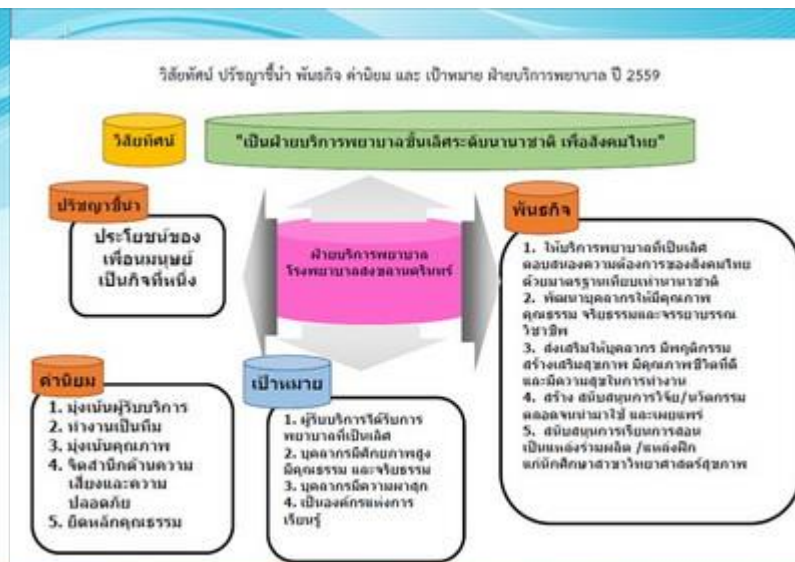 วิสัยทัศน์ ปรัชญาชี้นำ พันธกิจ ค่านิยม และ เป้าหมาย ฝ่ายบริการพยาบาล ปี 2559
วิสัยทัศน์
"เป็นฝ่ายบริการพยาบาลชั้นเลิศระดับนานาชาติ เพื่อสังคมไทย"
ปรัชญาชี้นำ
ประโยชน์ของ
เพื่อนมนุษย์
เป็นกิจที่หนึ่ง
ฝ่ายบริการพยาบาล
โรงพยาบาลสงขลานครินทร์
พันธกิจ
1. ให้บริการพยาบาลที่เป็นเลิศ
ตอบสนองความต้องการของสังคมไทย
ด้วยมาตรฐานเทียบเท่านานาชาติ
2. พัฒนาบุคลากรให้มีคุณภาพ
คุณธรรม จริยธรรมและจรรยาบรรณ
วิชาชีพ
3. ส่งเสริมให้บุคลากร มีพฤติกรรม
สร้างเสริมสุขภาพ มีคุณภาพชีวิตที่ดี
และมีความสุขในการทำงาน
4. สร้าง สนับสนุนการวิจัย/นวัตกรรม
ตลอดจนนำมาใช้ และเผยแพร่
5. สนับสนุนการเรียนการสอน
เป็นแหล่งร่วมผลิต /แหล่งฝึก
แก่นักศึกษาสาขาวิทยาศาสตร์สุขภาพ
ค่านิยม
1. มุ่งเน้นผู้รับบริการ
2. ทำงานเป็นทีม
3. มุ่งเน้นคุณภาพ
4. จิตสำนึกด้านความ
เสี่ยงและความ
ปลอดภัย
5. ยึดหลักคุณธรรม
เป้าหมาย
1. ผู้รับบริการได้รับการ
พยาบาลที่เป็นเลิศ
2. บุคลากรมีศักยภาพสูง
มีคุณธรรม และจริยธรรม
3. บุคลากรมีความผาสุก
4. เป็นองค์กรแห่งการ
เรียนรู้